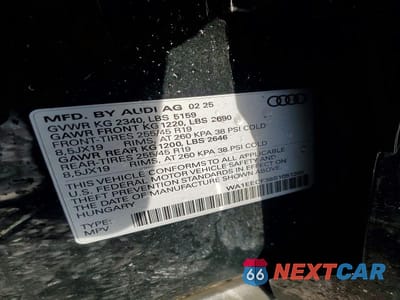 MFD. BY AUDI AG 02 25
GVWR KG 2340, LBS 5159
GAWR FRONT KG 1220, LBS 2690
FRONT-TIRES 255/45 R19
8,5JX19 RIMS, AT 260 KPA 38 PSI COLD
GAWR REAR KG1200, LBS 2646
REAR-TIRES 255/45 R19
8,5JX19 RIMS, AT 260 KPA 38 PSI COLD
THIS VEHICLE CONFORMS TO ALL APPLICABLE
U.S. FEDERAL MOTOR VEHICLE SAFETY AND
THEFT PREVENTION STANDARDS IN EFFECT ON
THE DATE OF MANUFACTURE SHOWN ABOVE.
HUNGARY
TYPE:
MPV
66 NEXTCAR